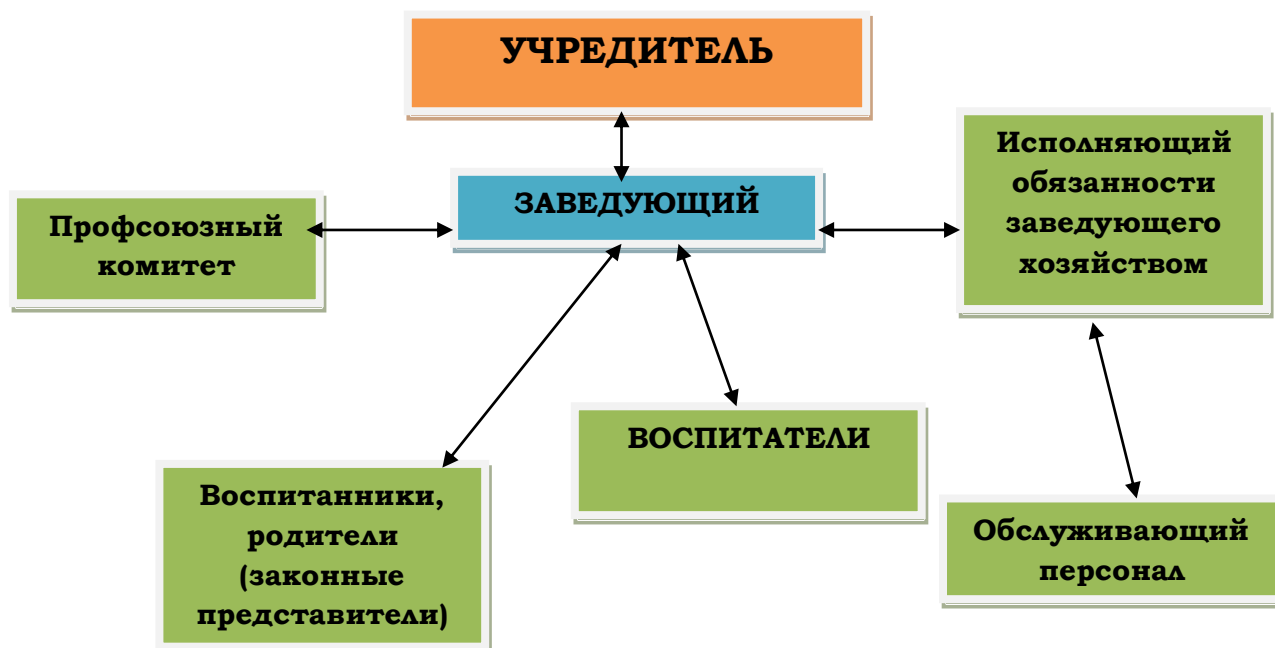 УЧРЕДИТЕЛЬ
ЗАВЕДУЮЩИЙ
Профсоюзный
комитет
Исполняющий
обязанности
заведующего
хозяйством
ВОСПИТАТЕЛИ
Воспитанники,
родители
(законные
представители)
Обслуживающий
персонал